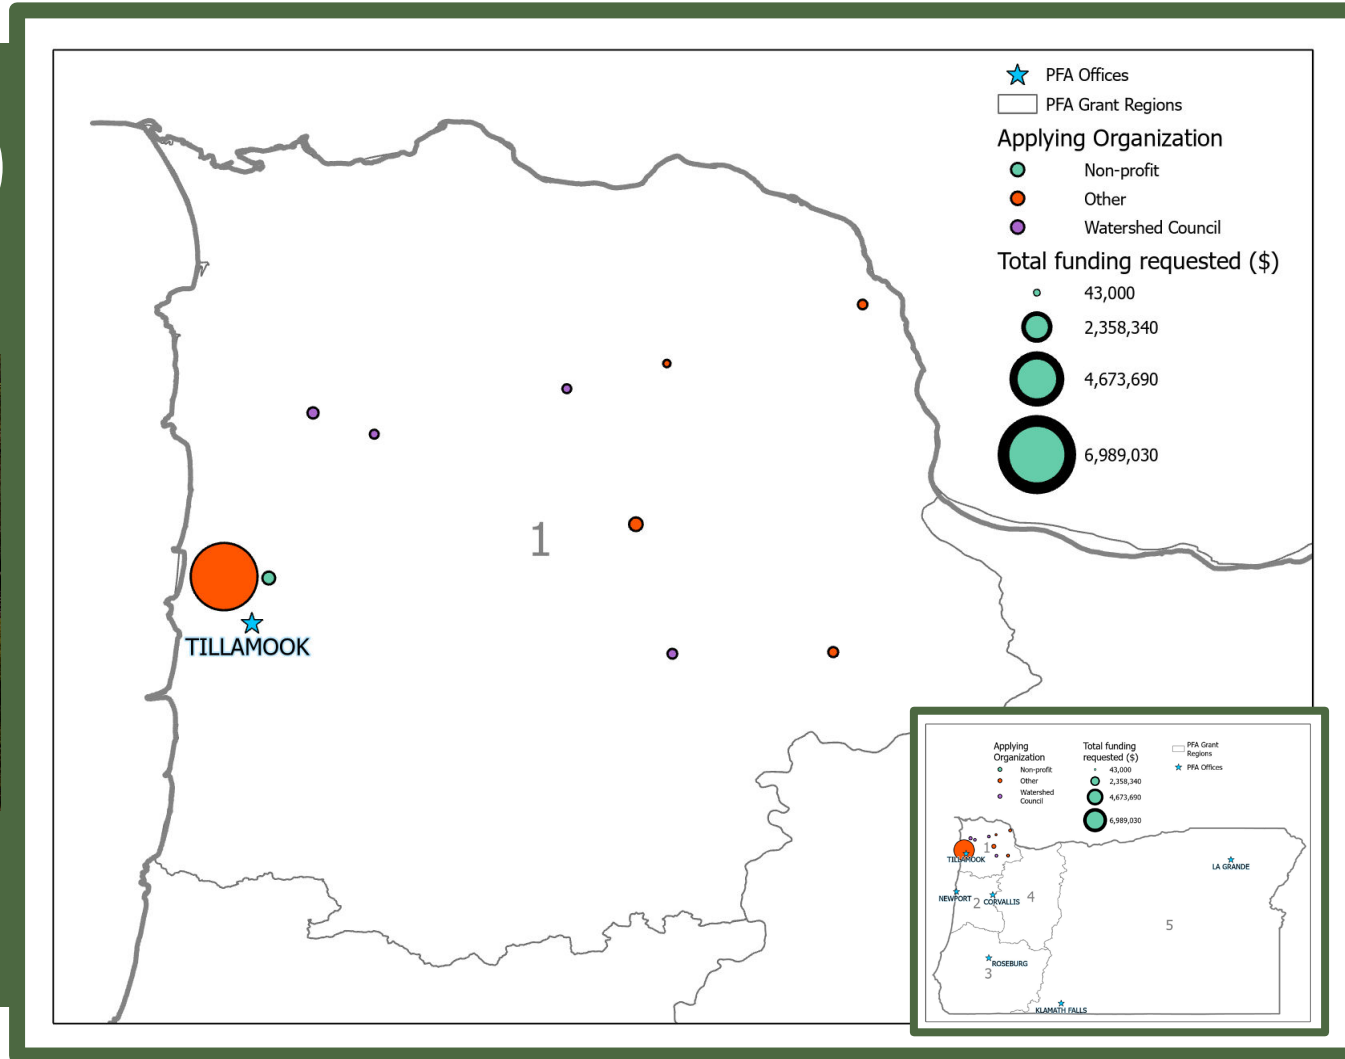 PFA Offices
PFA Grant Regions
Applying Organization
Non-profit
Other
Watershed Council
Total funding requested ($)
43,000
2,358,340
4,673,690
6,989,030
1
TILLAMOOK
Applying
Organization
Non-profit
Other
Watershed
Council
Total funding
requested ($)
43,000
2,358,340
4,673,690
6,989,030
PFA Grant
Regions
PFA Offices
1
TILLAMOOK
LA GRANDE
NEWPORT
2
CORVALLIS
4
5
ROSEBURG
3
KLAMATH FALLS